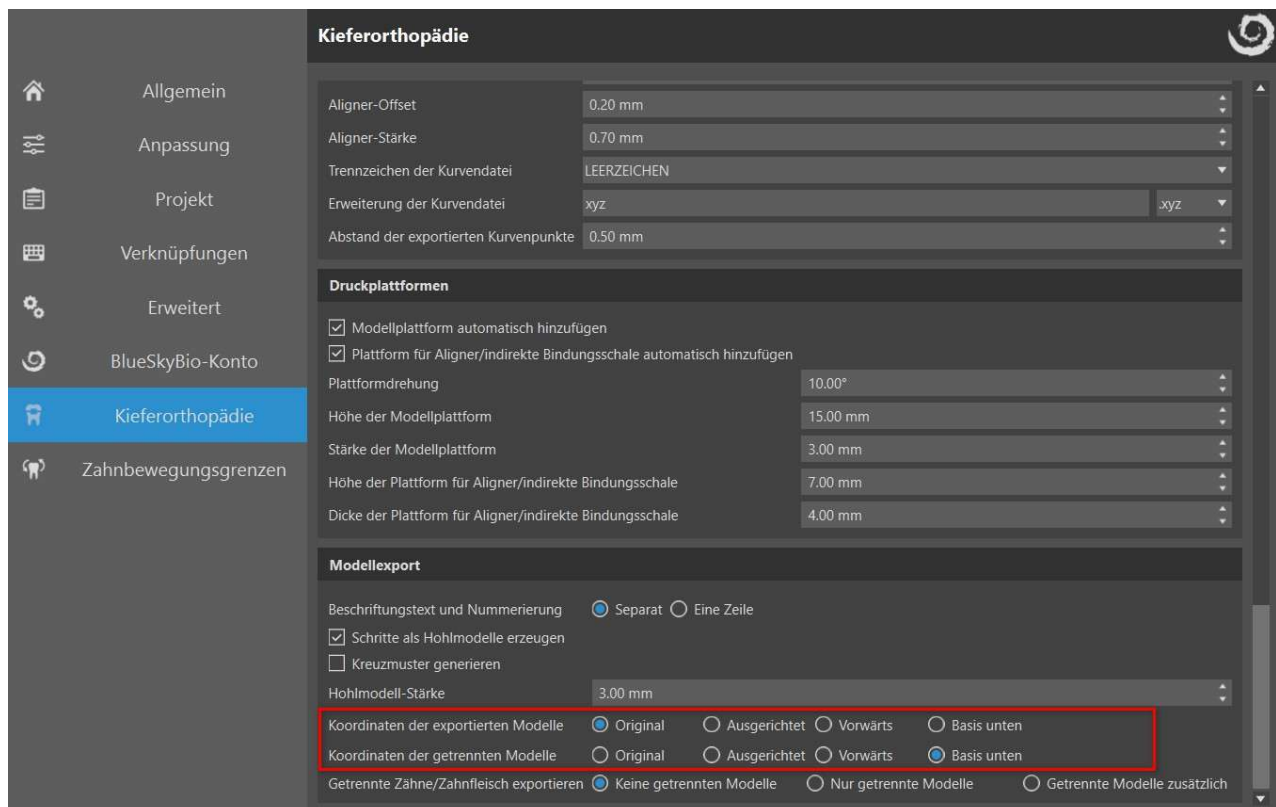 Kieferorthopädie
Allgemein
Anpassung
Projekt
Verknüpfungen
Erweitert
BlueSkyBio-Konto
Kieferorthopädie
Zahnbewegungsgrenzen
Aligner-Offset 0.20 mm
Aligner-Stärke 0.70 mm
Trennzeichen der Kurvendatei LEERZEICHEN
Erweiterung der Kurvendatei xyz .xyz
Abstand der exportierten Kurvenpunkte 0.50 mm
Druckplattformen
Modellplattform automatisch hinzufügen
Plattform für Aligner/indirekte Bindungsschale automatisch hinzufügen
Plattformdrehung 10.00°
Höhe der Modellplattform 15.00 mm
Stärke der Modellplattform 3.00 mm
Höhe der Plattform für Aligner/indirekte Bindungsschale 7.00 mm
Dicke der Plattform für Aligner/indirekte Bindungsschale 4.00 mm
Modellexport
Beschriftungstext und Nummerierung Separat Eine Zeile
Schritte als Hohlmodelle erzeugen
Kreuzmuster generieren
Hohlmodell-Stärke 3.00 mm
Koordinaten der exportierten Modelle Original Ausgerichtet Vorwärts Basis unten
Koordinaten der getrennten Modelle Original Ausgerichtet Vorwärts Basis unten
Getrennte Zähne/Zahnfleisch exportieren Keine getrennten Modelle Nur getrennte Modelle Getrennte Modelle zusätzlich